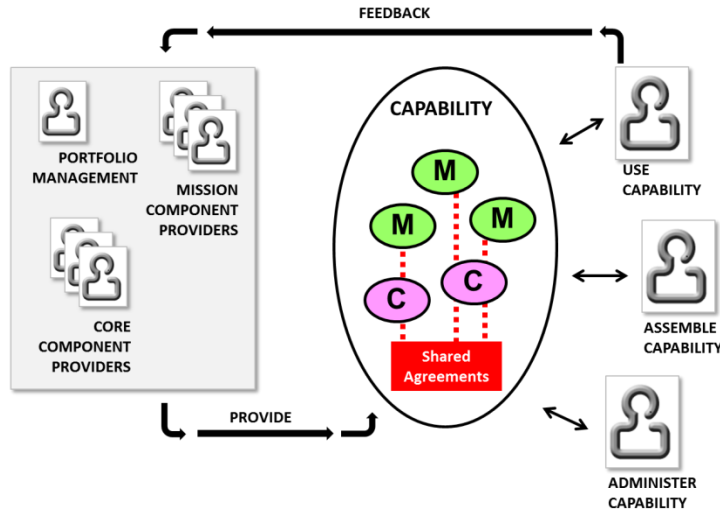 FEEDBACK
PORTFOLIO
MANAGEMENT
MISSION
COMPONENT
PROVIDERS
CORE
COMPONENT
PROVIDERS
CAPABILITY
M
M
M
C
C
Shared
Agreements
USE
CAPABILITY
ASSEMBLE
CAPABILITY
ADMINISTER
CAPABILITY
PROVIDE